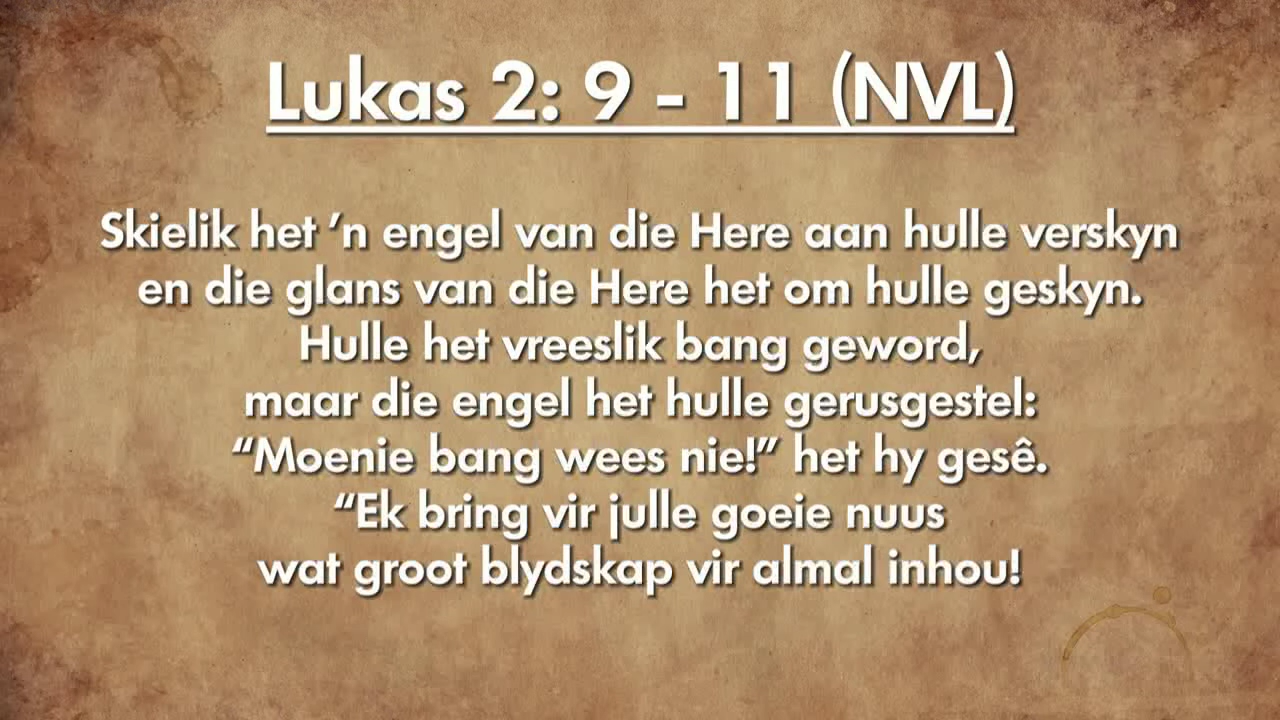 Lukas 2: 9 - 11 (NVL)
Skielik het ’n engel van die Here aan hulle verskyn
en die glans van die Here het om hulle geskyn.
Hulle het vreeslik bang geword,
maar die engel het hulle gerusgestel:
“Moenie bang wees nie!” het hy gesê.
“Ek bring vir julle goeie nuus
wat groot blydskap vir almal inhou!